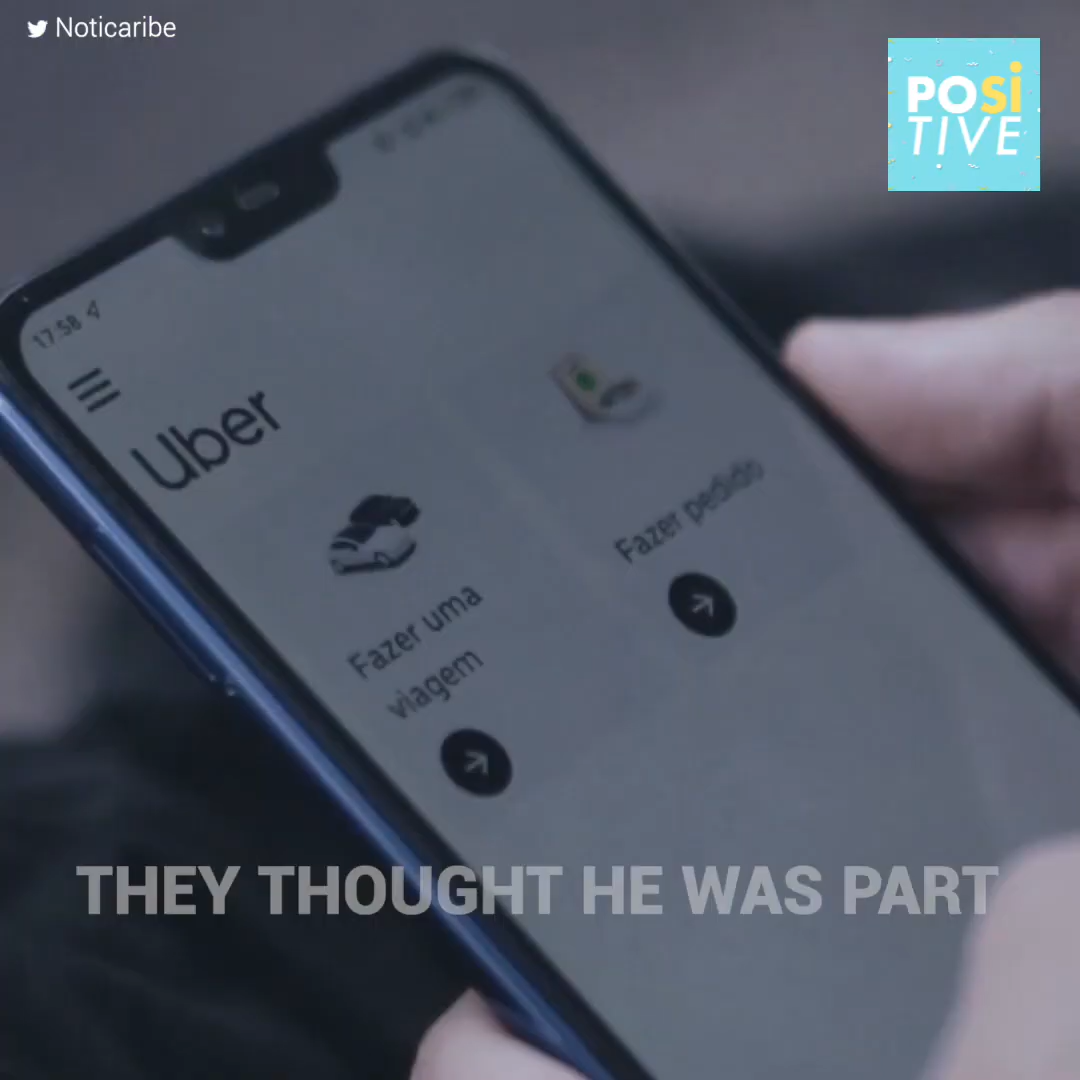 Noticaribe
POSi
TIVE
17:58
Uber
Fazer uma
viagem
Fazer pedido
THEY THOUGHT HE WAS PART